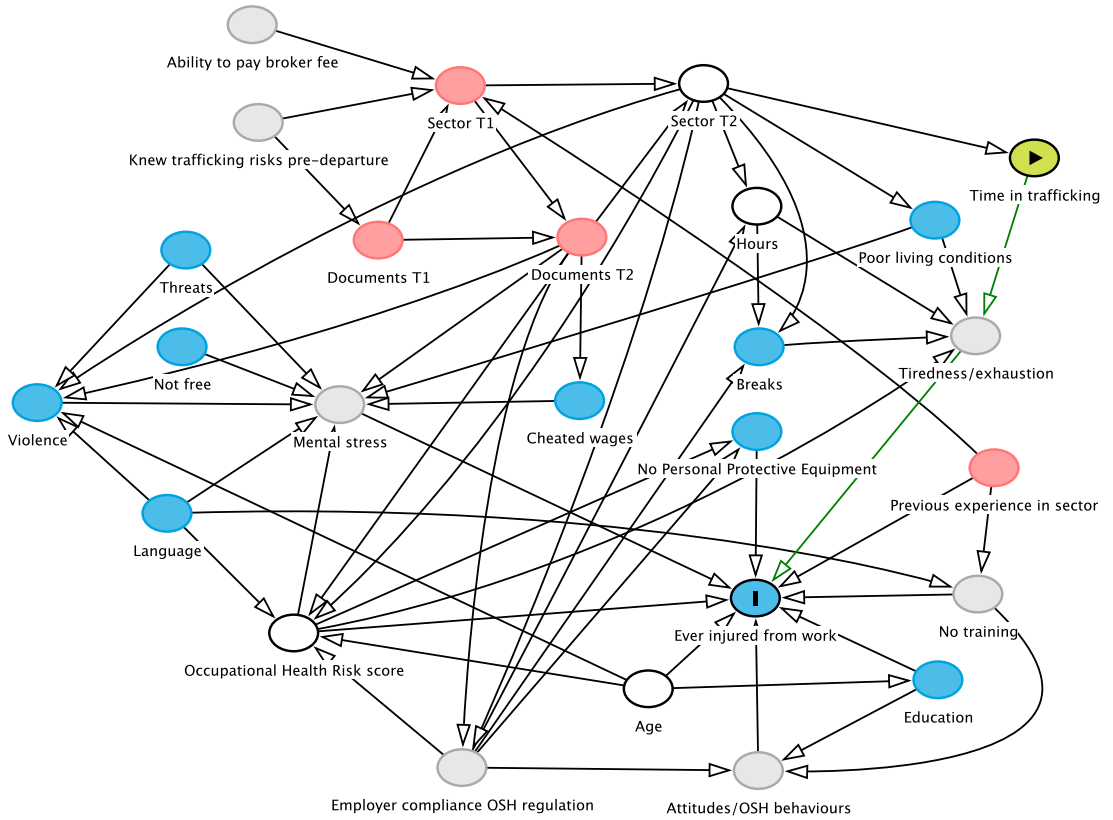 Ability to pay broker fee
Sector T1
Sector T2
Knew trafficking risks pre-departure
Time in trafficking
Hours
Poor living conditions
Documents T1
Documents T2
Threats
Not free
Breaks
Tiredness/exhaustion
Violence
Mental stress
Cheated wages
No Personal Protective Equipment
Previous experience in sector
Language
Ever injured from work
No training
Occupational Health Risk score
Age
Education
Employer compliance OSH regulation
Attitudes/OSH behaviours